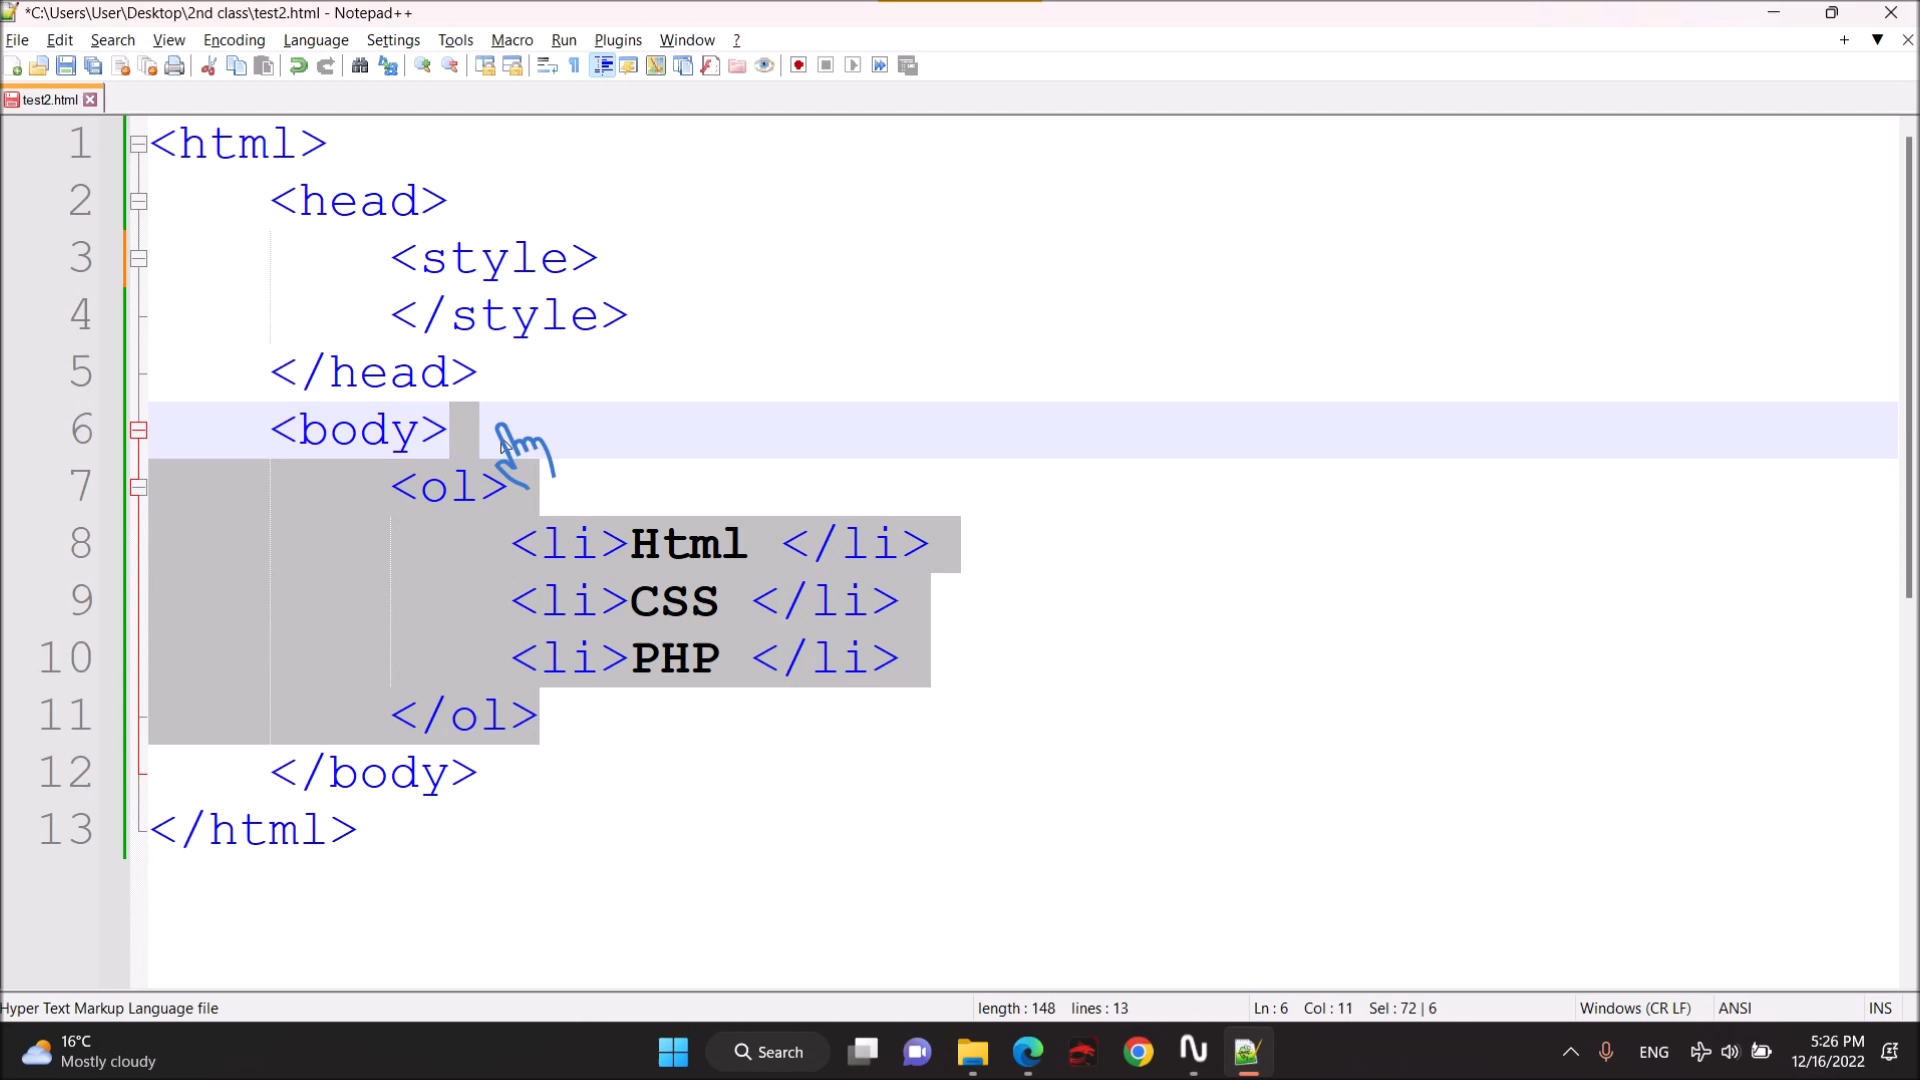 *C:\Users\User\Desktop\2nd class\test2.html - Notepad++
File Edit Search View Encoding Language Settings Tools Macro Run Plugins Window ?
test2.html
1 <html>
2 <head>
3 <style>
4 </style>
5 </head>
6 <body>
7 <ol>
8 <li>Html </li>
9 <li>CSS </li>
10 <li>PHP </li>
11 </ol>
12 </body>
13 </html>
Hyper Text Markup Language file length : 148 lines : 13 Ln : 6 Col : 11 Sel : 72 | 6 Windows (CR LF) ANSI INS
16°C
Mostly cloudy
Search
ENG
5:26 PM
12/16/2022